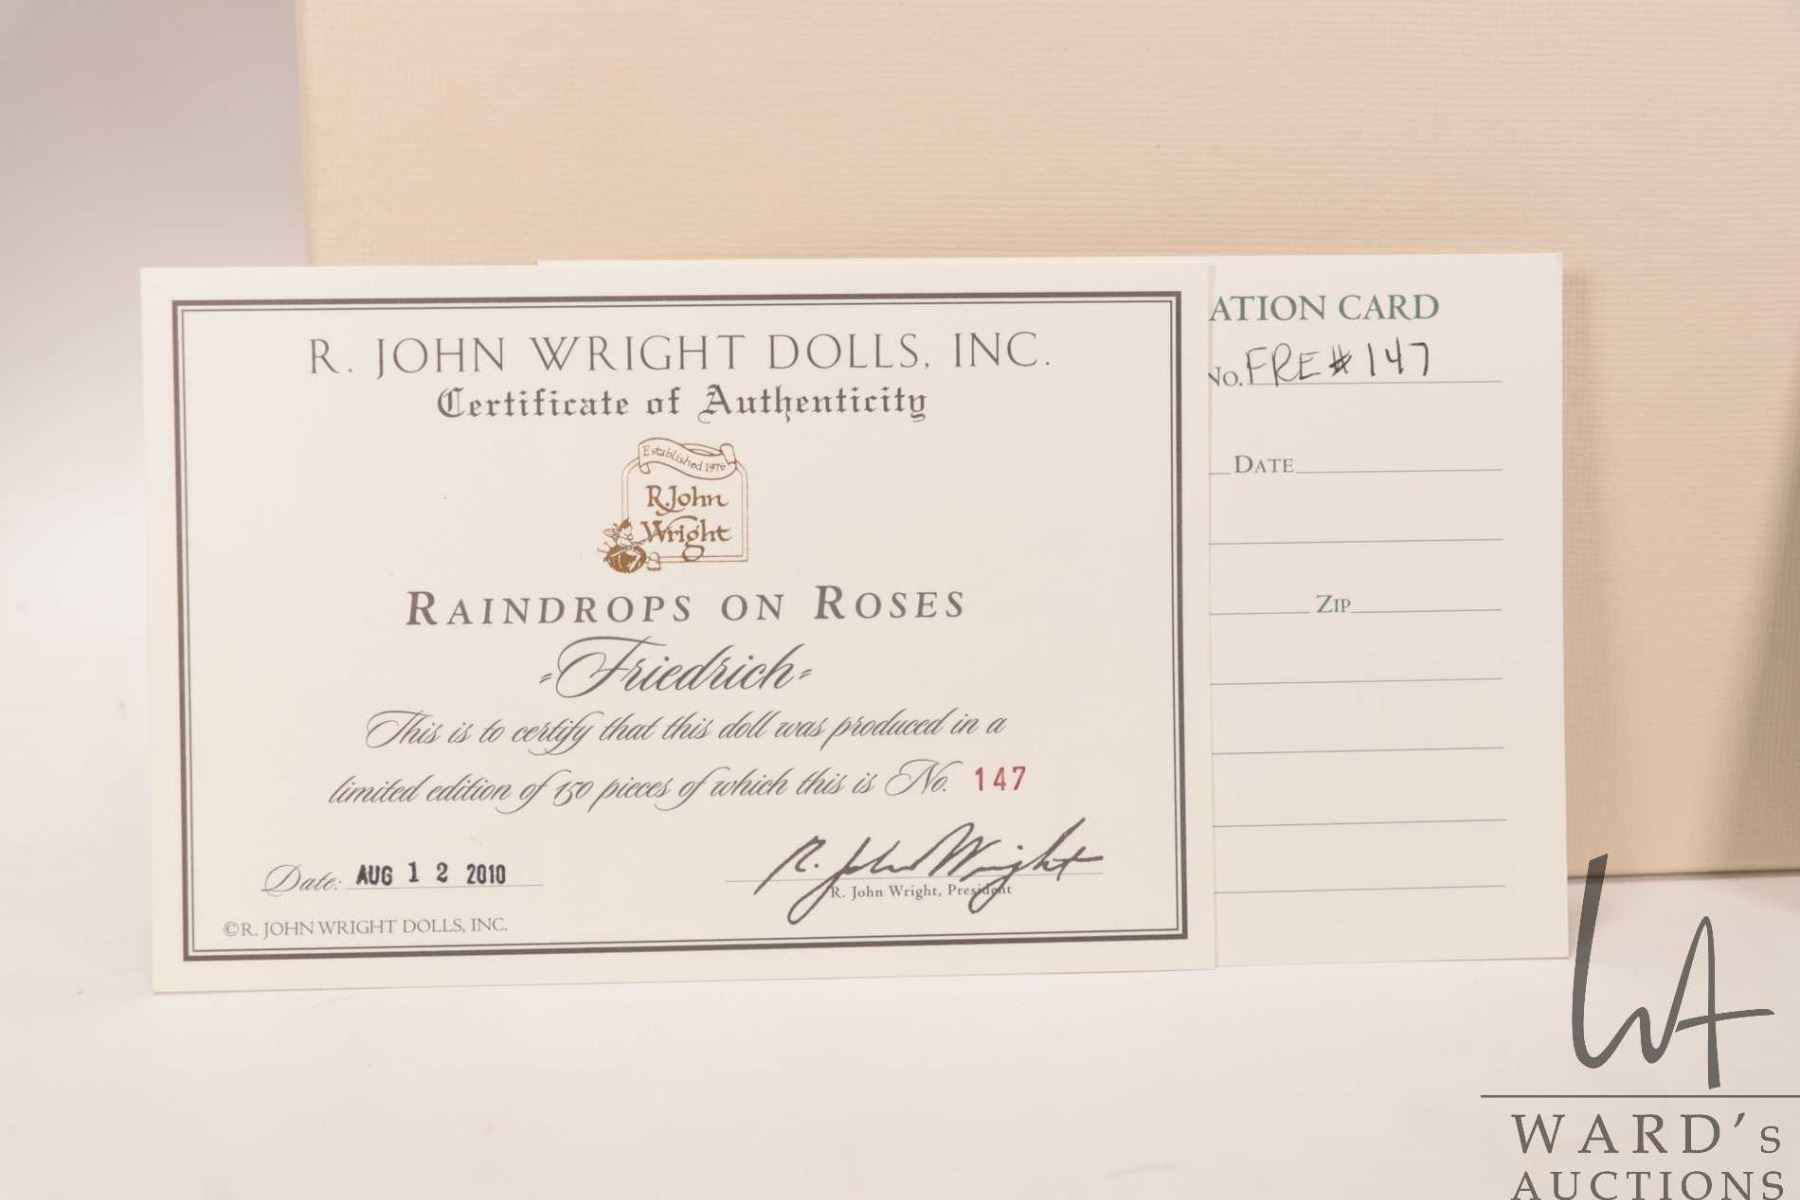 R. JOHN WRIGHT DOLLS, INC.
Certificate of Authenticity
Established 1976
R. John
Wright
RAINDROPS ON ROSES
-Friedrich-
This is to certify that this doll was produced in a
limited edition of 150 pieces of which this is No. 147
Date: AUG 12 2010
R. John Wright
R. John Wright, President
©R. JOHN WRIGHT DOLLS, INC.
ATION CARD
No. FRE#147
DATE
ZIP
WA
WARD's
AUCTIONS